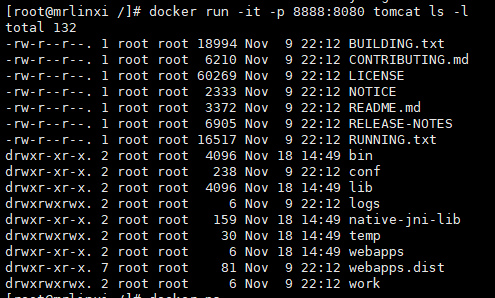 [root@mrlinxi /]# docker run -it -p 8888:8080 tomcat ls -l
total 132
-rw-r--r--. 1 root root 18994 Nov  9 22:12 BUILDING.txt
-rw-r--r--. 1 root root  6210 Nov  9 22:12 CONTRIBUTING.md
-rw-r--r--. 1 root root 60269 Nov  9 22:12 LICENSE
-rw-r--r--. 1 root root  2333 Nov  9 22:12 NOTICE
-rw-r--r--. 1 root root  3372 Nov  9 22:12 README.md
-rw-r--r--. 1 root root  6905 Nov  9 22:12 RELEASE-NOTES
-rw-r--r--. 1 root root 16517 Nov  9 22:12 RUNNING.txt
drwxr-xr-x. 2 root root  4096 Nov 18 14:49 bin
drwxr-xr-x. 2 root root   238 Nov  9 22:12 conf
drwxr-xr-x. 2 root root  4096 Nov 18 14:49 lib
drwxrwxrwx. 2 root root     6 Nov  9 22:12 logs
drwxr-xr-x. 2 root root   159 Nov 18 14:49 native-jni-lib
drwxrwxrwx. 2 root root    30 Nov 18 14:49 temp
drwxr-xr-x. 2 root root     6 Nov 18 14:49 webapps
drwxr-xr-x. 7 root root    81 Nov  9 22:12 webapps.dist
drwxrwxrwx. 2 root root     6 Nov  9 22:12 work